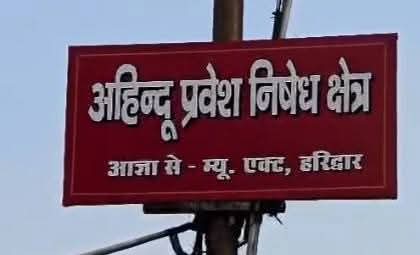 अहिन्दू प्रवेश निषेध क्षेत्र
आज्ञा से - म्यू. एक्ट, हरिद्वार